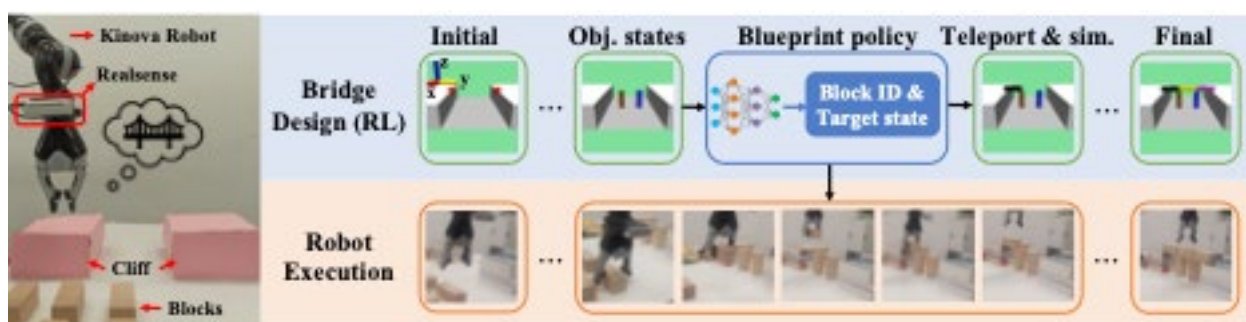 Kinova Robot
Realsense
Cliff
Blocks
Initial
Obj. states
Blueprint policy
Teleport & sim.
Final
Bridge
Design (RL)
z
y
x
...
Block ID &
Target state
...
Robot
Execution
...
...